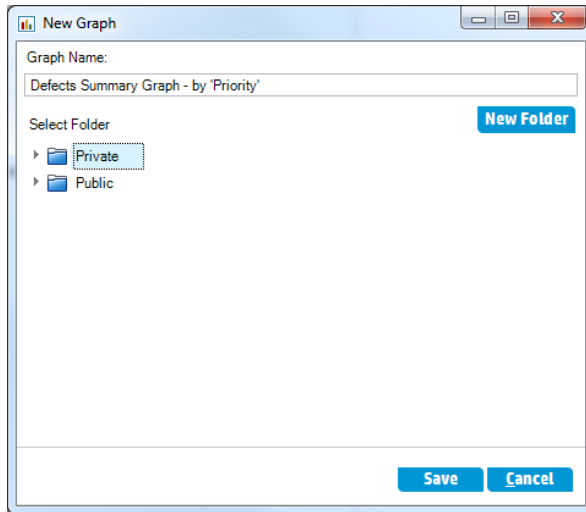 New Graph
Graph Name:
Defects Summary Graph - by 'Priority'
Select Folder
New Folder
Private
Public
Save
Cancel